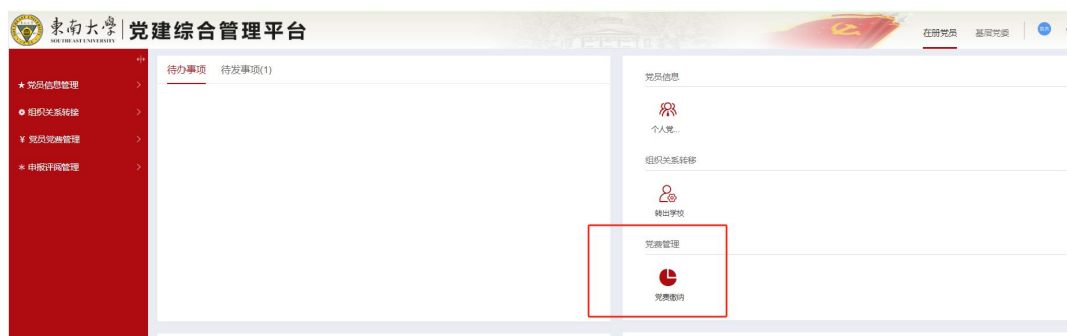 東南大學 党建综合管理平台
SOUTHEAST UNIVERSITY
在册党员 基层党委
党员信息管理
组织关系转接
¥ 党员党费管理
申报评阅管理
待办事项 待发事项(1)
党员信息
个人党...
组织关系转移
转出学校
党费管理
党费缴纳